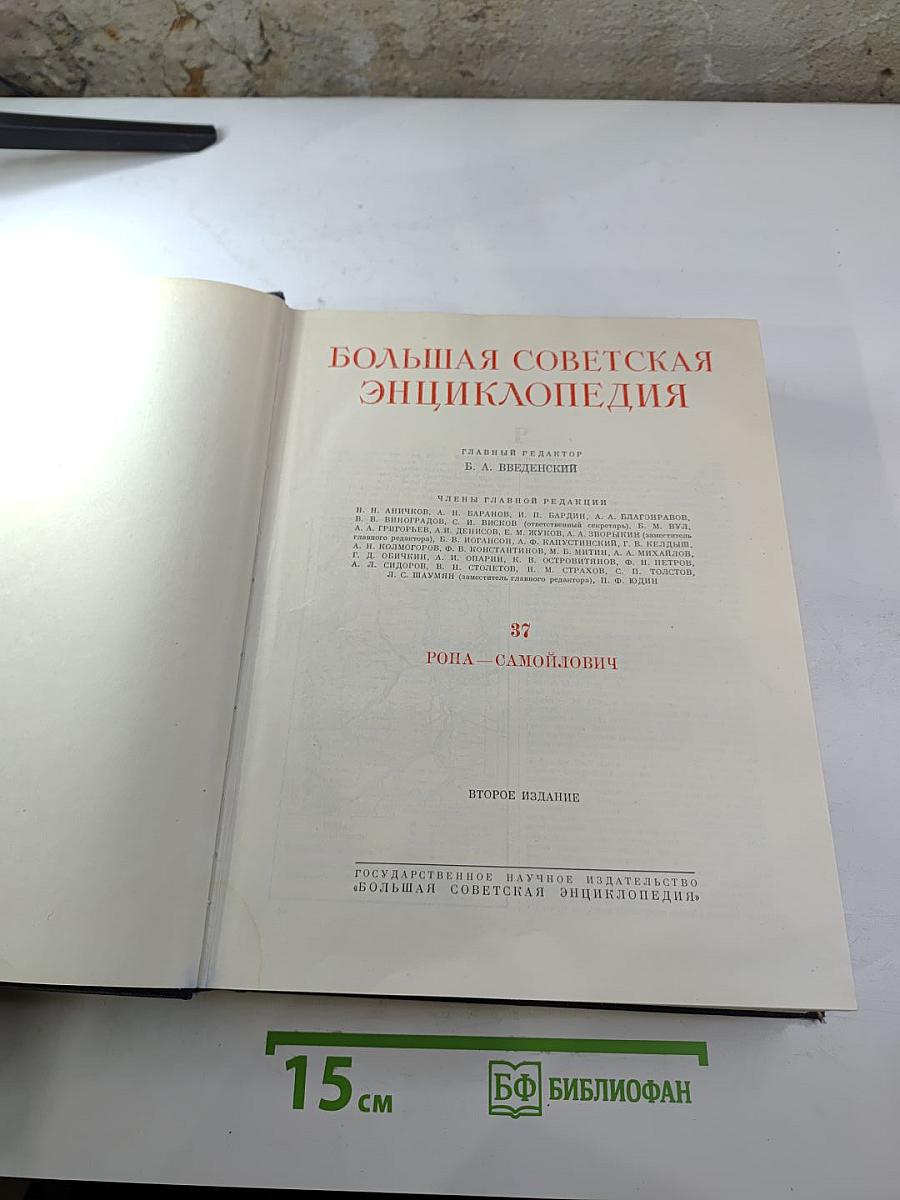 БОЛЬШАЯ СОВЕТСКАЯ
ЭНЦИКЛОПЕДИЯ
ГЛАВНЫЙ РЕДАКТОР
Б. А. ВВЕДЕНСКИЙ
ЧЛЕНЫ ГЛАВНОЙ РЕДАКЦИИ
Н. Н. АНИЧКОВ, А. Н. БАРАНОВ, И. П. БАРДИН, А. А. БЛАГОНРАВОВ,
В. В. ВИНОГРАДОВ, С. И. ВИСКОВ (ответственный секретарь), Б. М. ВУЛ,
А. А. ГРИГОРЬЕВ, А.И. ДЕНИСОВ, Е. М. ЖУКОВ, А. А. ЗВОРЫКИН (заместитель
главного редактора), Б. В. ИОГАНСОН, А. Ф. КАПУСТИНСКИЙ, Г. В. КЕЛДЫШ,
А. Н. КОЛМОГОРОВ, Ф. В. КОНСТАНТИНОВ, М. Б. МИТИН, А. А. МИХАЙЛОВ,
Г. Д. ОБИЧКИН, А. И. ОПАРИН, К. В. ОСТРОВИТЯНОВ, Ф. Н. ПЕТРОВ,
А. Л. СИДОРОВ, В. Н. СТОЛЕТОВ, Н. М. СТРАХОВ, С. П. ТОЛСТОВ,
Л. С. ШАУМЯН (заместитель главного редактора), П. Ф. ЮДИН
37
РОНА—САМОЙЛОВИЧ
ВТОРОЕ ИЗДАНИЕ
ГОСУДАРСТВЕННОЕ НАУЧНОЕ ИЗДАТЕЛЬСТВО
«БОЛЬШАЯ СОВЕТСКАЯ ЭНЦИКЛОПЕДИЯ»
15 см
БФ БИБЛИОФАН